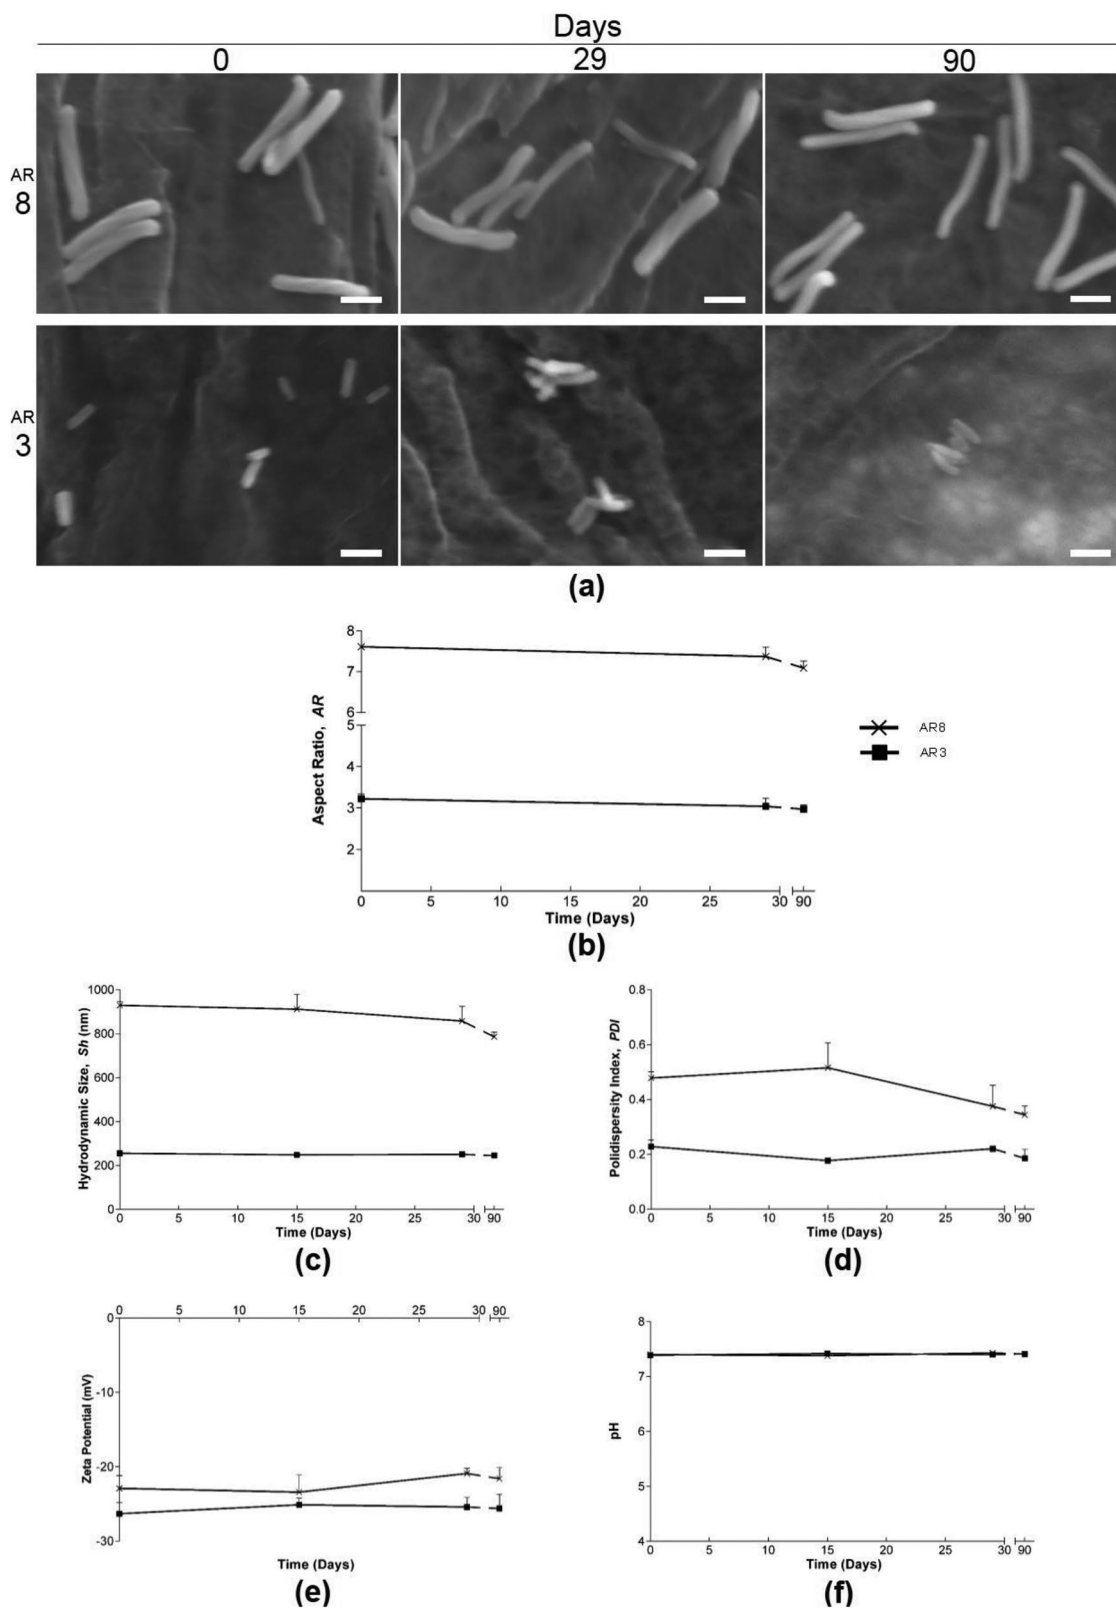 Days
0 29 90
AR
8
AR
3
(a)
8
7
6
5
4
3
2
Aspect Ratio, AR
0 5 10 15 20 25 30 90
Time (Days)
AR8
AR3
(b)
1000
800
600
400
200
0
Hydrodynamic Size, Sh (nm)
0 5 10 15 20 25 30 90
Time (Days)
(c)
0.8
0.6
0.4
0.2
0.0
Polidispersity Index, PDI
0 5 10 15 20 25 30 90
Time (Days)
(d)
0 5 10 15 20 25 30 90
0
-10
-20
-30
Zeta Potential (mV)
Time (Days)
(e)
8
7
6
5
4
pH
0 5 10 15 20 25 30 90
Time (Days)
(f)